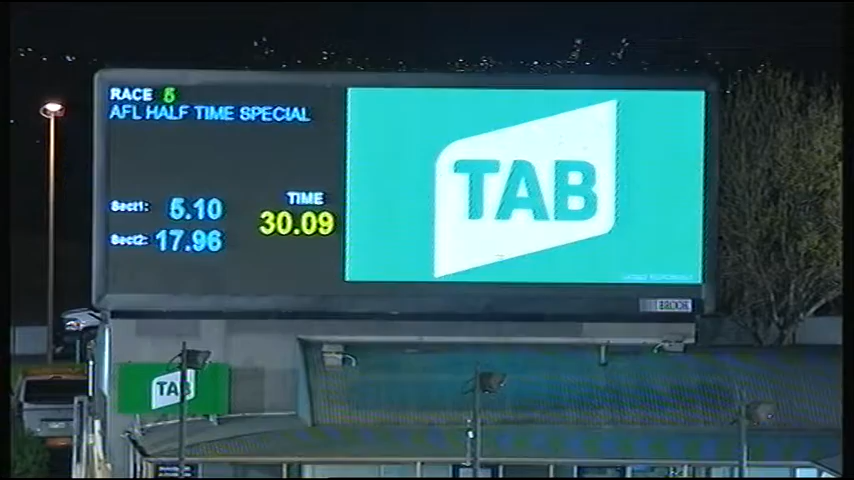 RACE 5
AFL HALF TIME SPECIAL
Sect1: 5.10
Sect2: 17.96
TIME
30.09
TAB
TAB